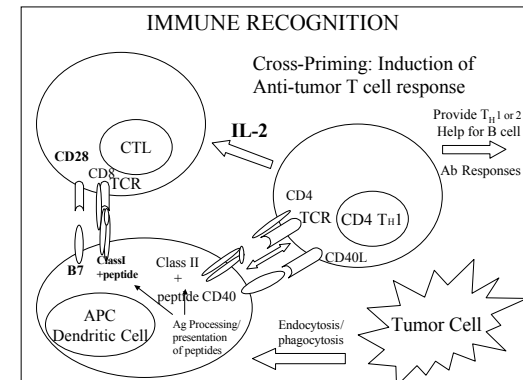 IMMUNE RECOGNITION
Cross-Priming: Induction of
Anti-tumor T cell response
Provide TH1 or 2
Help for B cell
Ab Responses
IL-2
CTL
CD28
CD8
TCR
CD4
TCR
CD4 TH1
CD40L
B7
ClassI
+peptide
Class II
+
peptide CD40
APC
Dendritic Cell
Ag Processing/
presentation
of peptides
Endocytosis/
phagocytosis
Tumor Cell